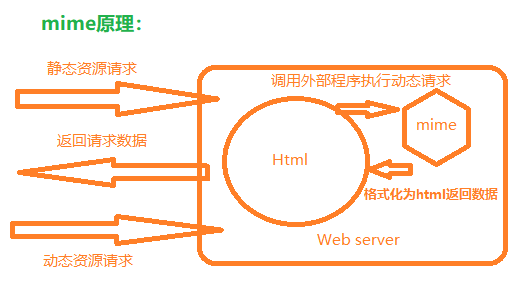 mime原理：
静态资源请求
调用外部程序执行动态请求
mime
返回请求数据
Html
格式化为html返回数据
Web server
动态资源请求